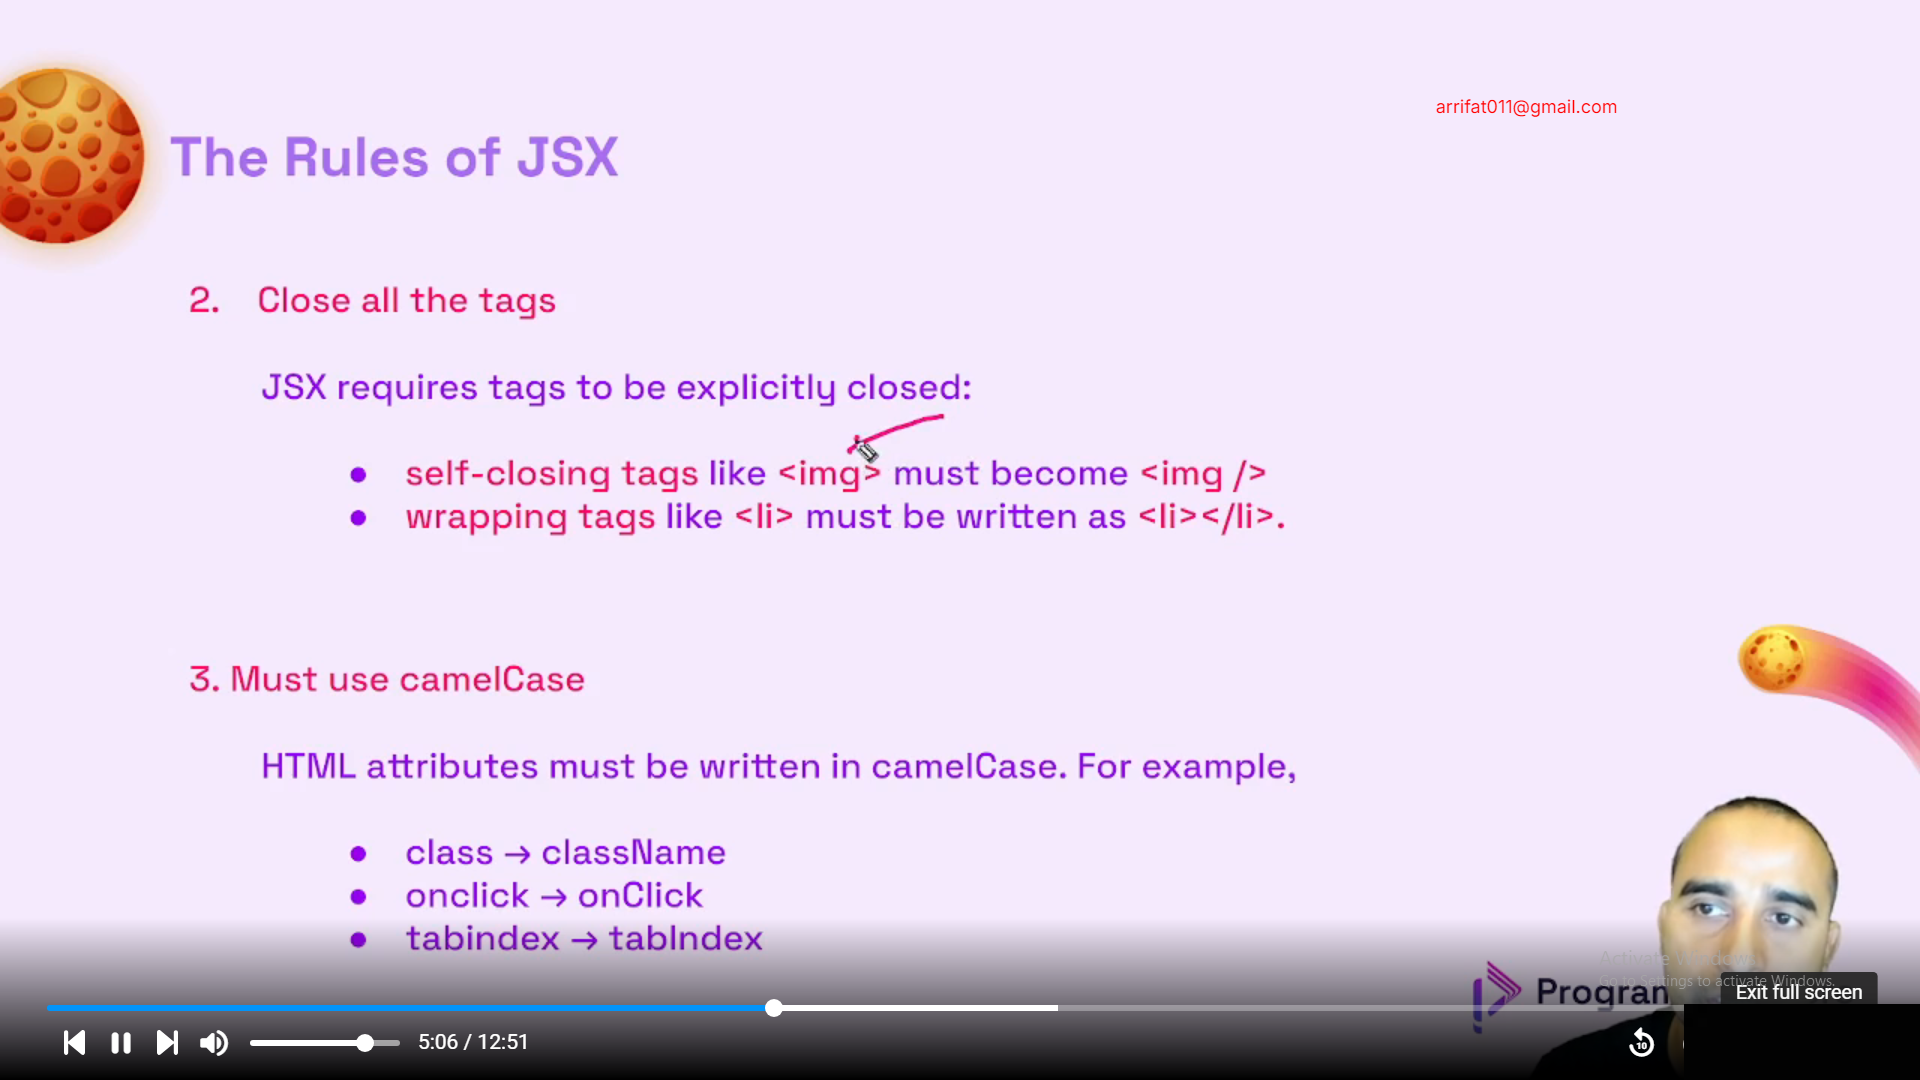 arrifat011@gmail.com
The Rules of JSX
2. Close all the tags
JSX requires tags to be explicitly closed:
● self-closing tags like <img> must become <img />
● wrapping tags like <li> must be written as <li></li>.
3. Must use camelCase
HTML attributes must be written in camelCase. For example,
● class → className
● onclick → onClick
● tabindex → tabIndex
Activate Windows
Go to Settings to activate Windows.
Program
Exit full screen
5:06 / 12:51
10